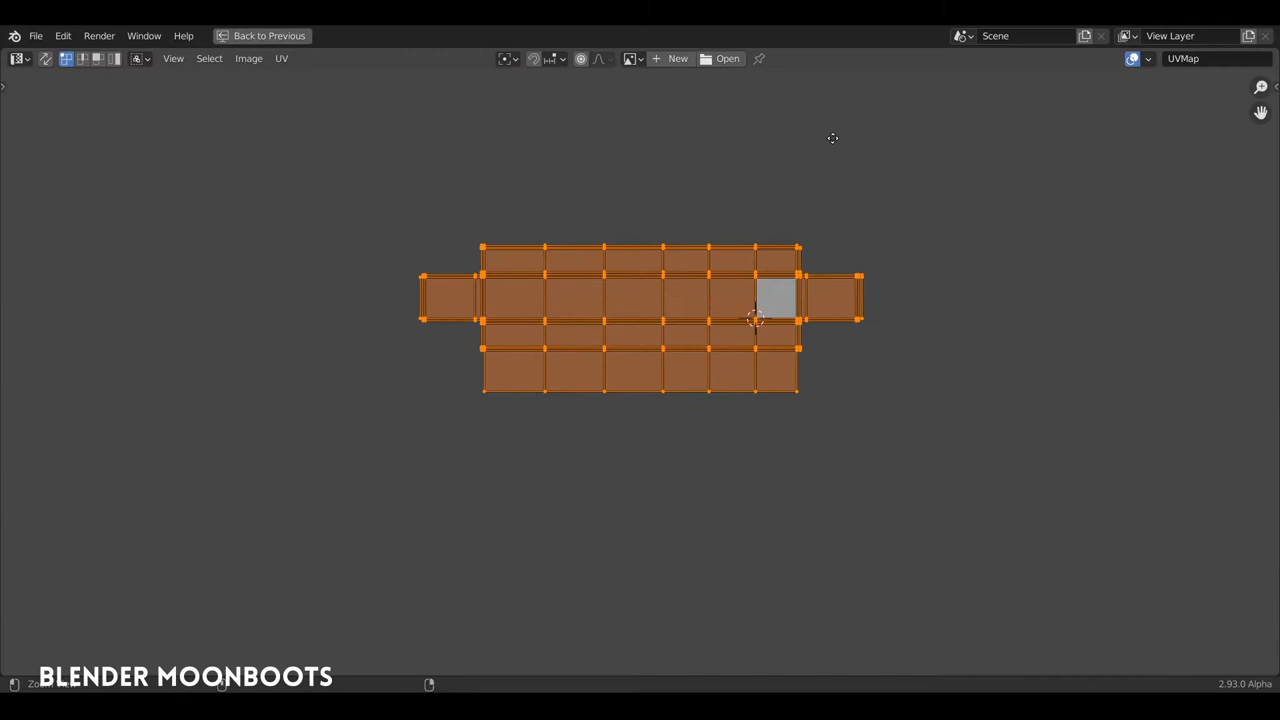 File Edit Render Window Help Back to Previous Scene View Layer
View Select Image UV New Open UVMap
BLENDER MOONBOOTS
2.93.0 Alpha